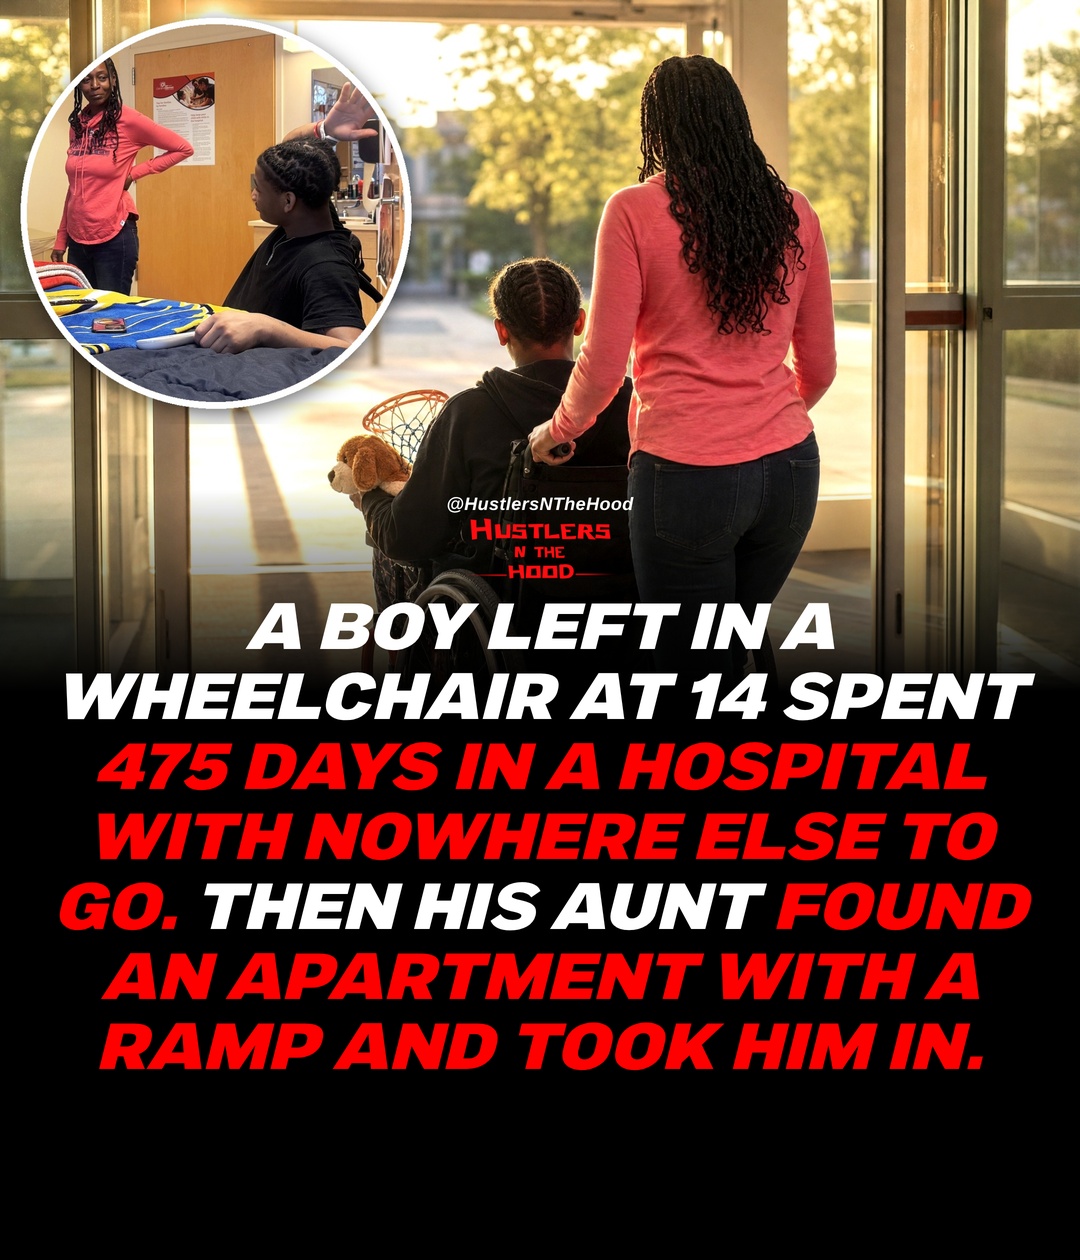 @HustlersNTheHood
HUSTLERS
N THE
HOOD
A BOY LEFT IN A
WHEELCHAIR AT 14 SPENT
475 DAYS IN A HOSPITAL
WITH NOWHERE ELSE TO
GO. THEN HIS AUNT FOUND
AN APARTMENT WITH A
RAMP AND TOOK HIM IN.